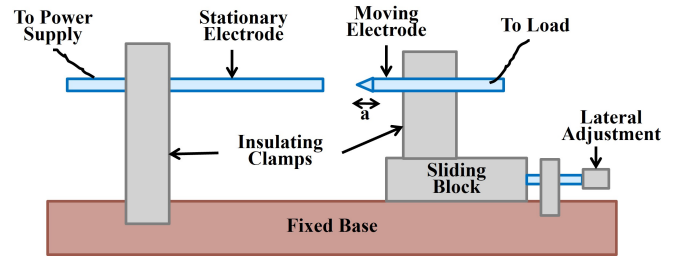 To Power
Supply
Stationary
Electrode
Moving
Electrode
To Load
a
Insulating
Clamps
Lateral
Adjustment
Sliding
Block
Fixed Base